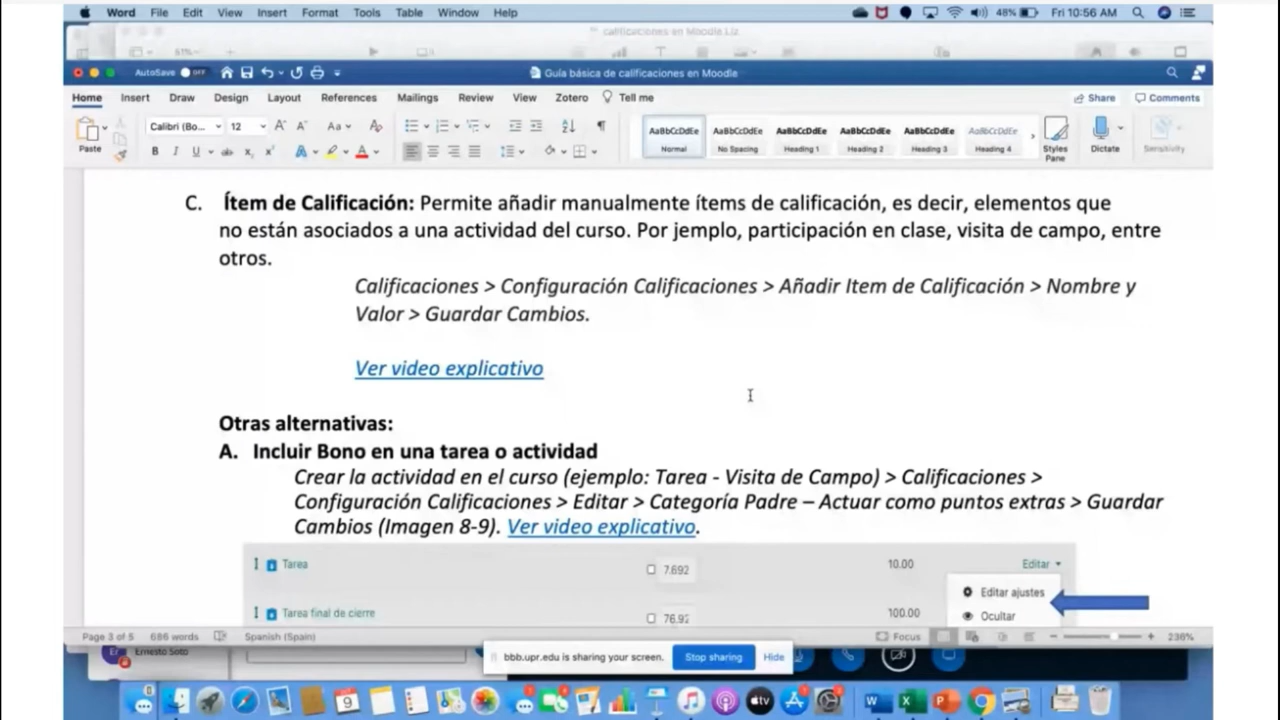 Word File Edit View Insert Format Tools Table Window Help 48% Fri 10:56 AM
calificaciones en Moodle Liz
AutoSave OFF Guía básica de calificaciones en Moodle
Home Insert Draw Design Layout References Mailings Review View Zotero Tell me Share Comments
Calibri (Bo... 12 Aa
AaBbCcDdEe AaBbCcDdEe AaBbCcDdEe AaBbCcDdEe AaBbCcDdEe AaBbCcDdEe
Paste Normal No Spacing Heading 1 Heading 2 Heading 3 Heading 4 Styles Pane Dictate Sensitivity
C. Ítem de Calificación: Permite añadir manualmente ítems de calificación, es decir, elementos que
no están asociados a una actividad del curso. Por jemplo, participación en clase, visita de campo, entre
otros.
Calificaciones > Configuración Calificaciones > Añadir Item de Calificación > Nombre y
Valor > Guardar Cambios.
Ver video explicativo
Otras alternativas:
A. Incluir Bono en una tarea o actividad
Crear la actividad en el curso (ejemplo: Tarea - Visita de Campo) > Calificaciones >
Configuración Calificaciones > Editar > Categoría Padre – Actuar como puntos extras > Guardar
Cambios (Imagen 8-9). Ver video explicativo.
Tarea 7.692 10.00 Editar
Editar ajustes
Tarea final de cierre 76.92 100.00 Ocultar
Page 3 of 5 686 words Spanish (Spain) Focus 236%
Ernesto Soto
bbb.upr.edu is sharing your screen. Stop sharing Hide